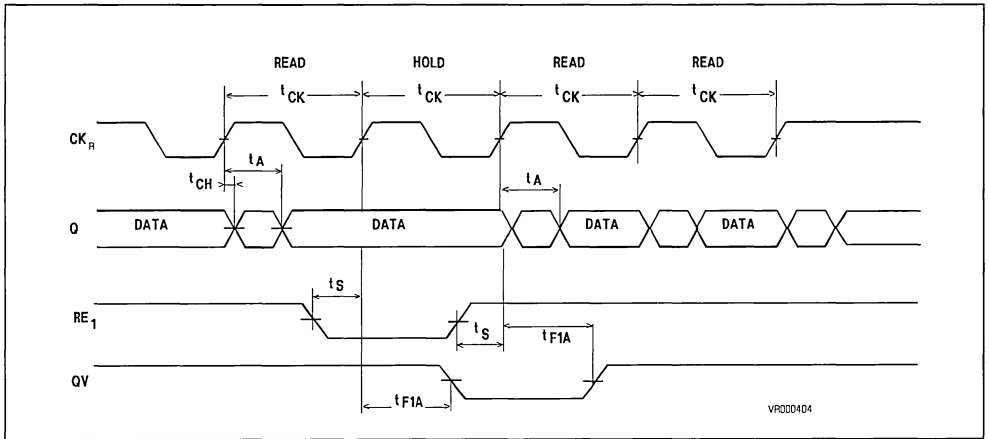 READ HOLD READ READ
tCK tCK tCK tCK
CKR
tCH tA tA
Q DATA DATA DATA DATA
tS
RE1
tS tF1A
QV
tF1A
VR000404